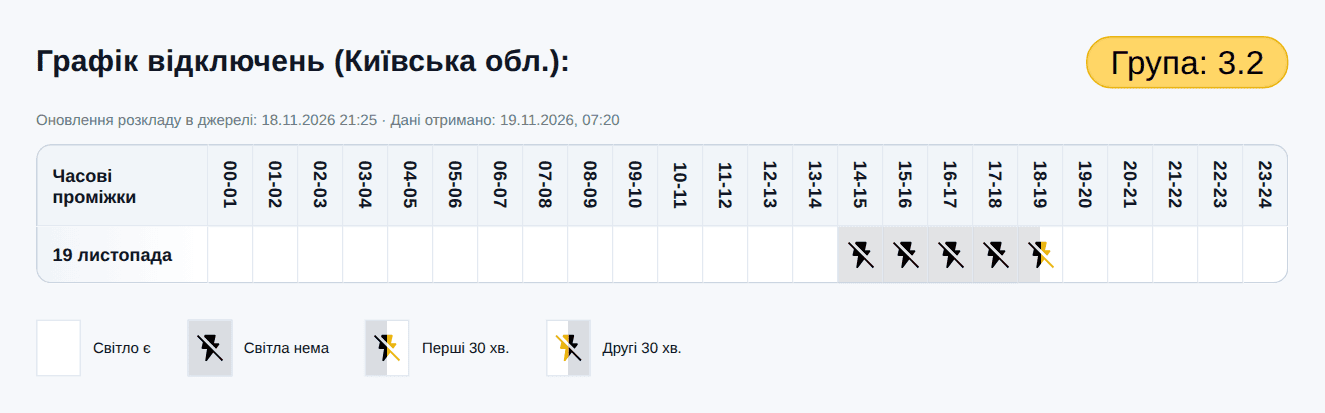 Графік відключень (Київська обл.):
Група: 3.2
Оновлення розкладу в джерелі: 18.11.2026 21:25 · Дані отримано: 19.11.2026, 07:20
Часові
проміжки
00-01
01-02
02-03
03-04
04-05
05-06
06-07
07-08
08-09
09-10
10-11
11-12
12-13
13-14
14-15
15-16
16-17
17-18
18-19
19-20
20-21
21-22
22-23
23-24
19 листопада
Світло є
Світла нема
Перші 30 хв.
Другі 30 хв.